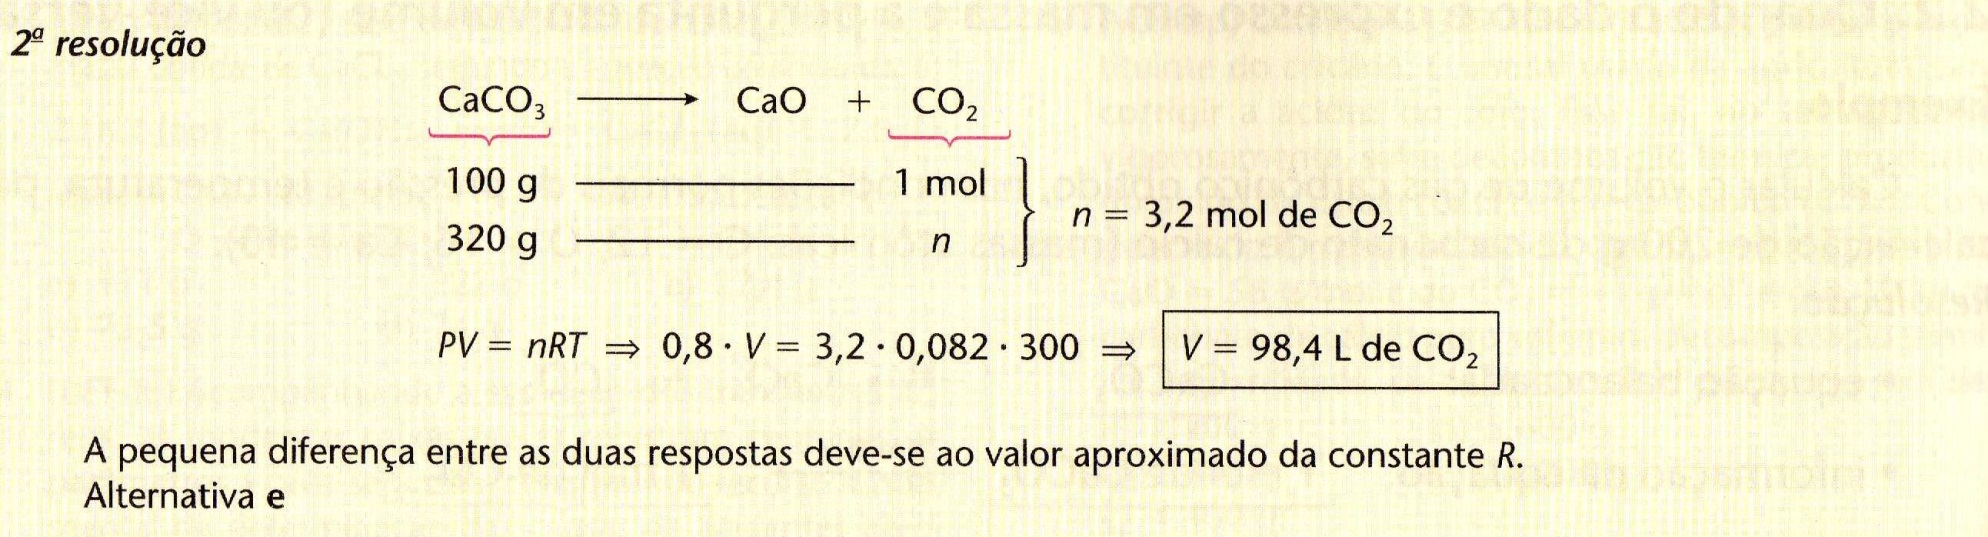 2ª resolução
CaCO₃ ⟶ CaO + CO₂
100 g ——— 1 mol
320 g ——— n
n = 3,2 mol de CO₂
PV = nRT ⇒ 0,8 · V = 3,2 · 0,082 · 300 ⇒ V = 98,4 L de CO₂
A pequena diferença entre as duas respostas deve-se ao valor aproximado da constante R.
Alternativa e